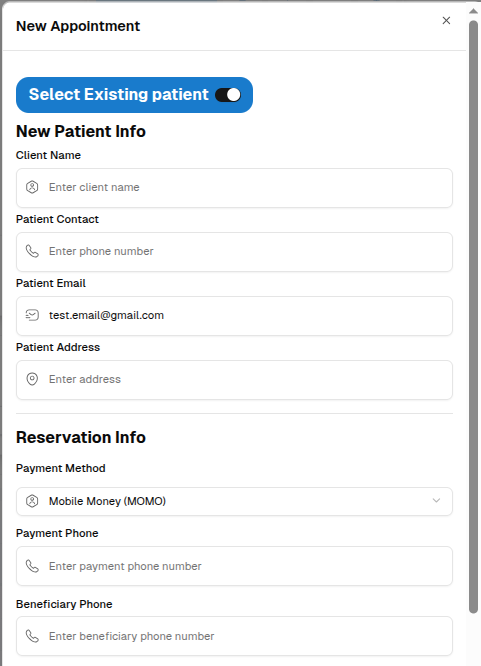 New Appointment
Select Existing patient
New Patient Info
Client Name
Enter client name
Patient Contact
Enter phone number
Patient Email
test.email@gmail.com
Patient Address
Enter address
Reservation Info
Payment Method
Mobile Money (MOMO)
Payment Phone
Enter payment phone number
Beneficiary Phone
Enter beneficiary phone number